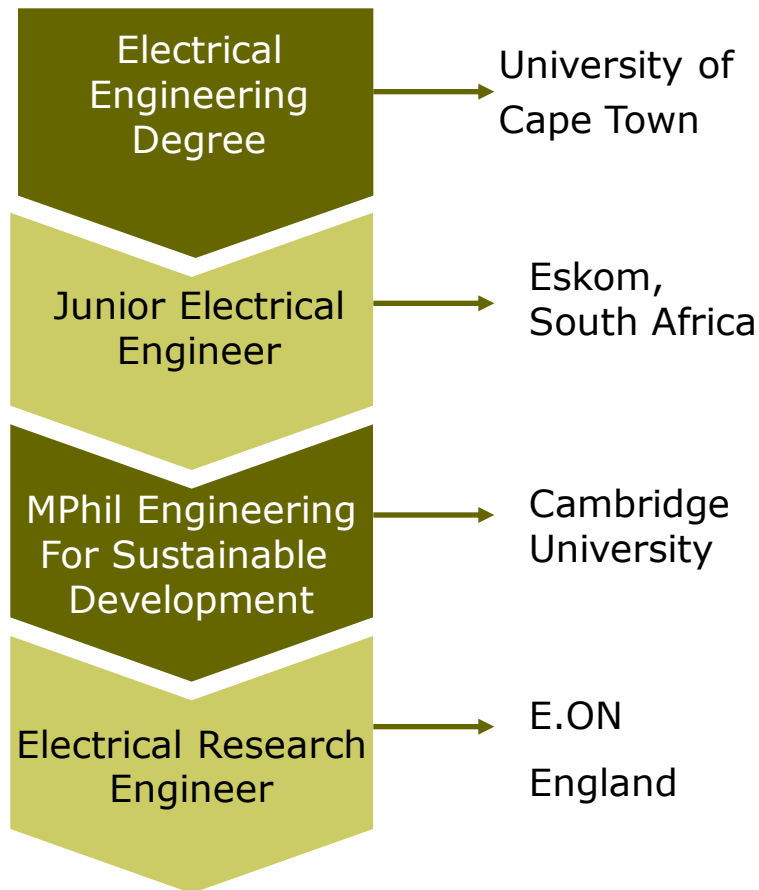 Electrical
Engineering
Degree
University of
Cape Town
Junior Electrical
Engineer
Eskom,
South Africa
MPhil Engineering
For Sustainable
Development
Cambridge
University
Electrical Research
Engineer
E.ON
England